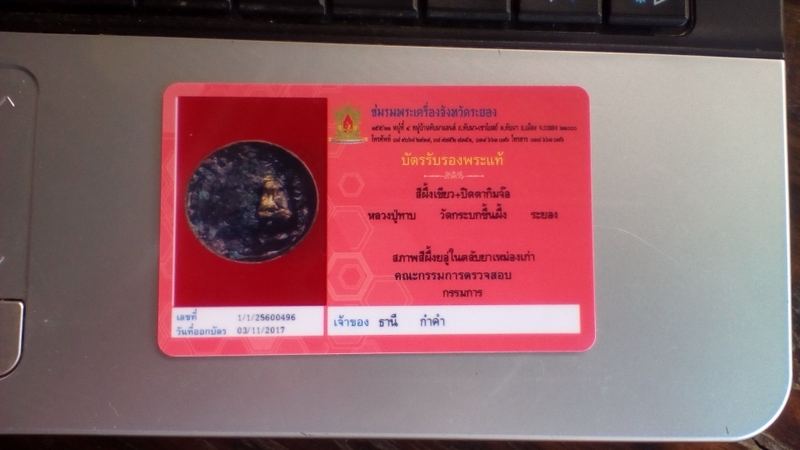 ชมรมพระเครื่องจังหวัดระยอง
บัตรรับรองพระแท้
สีผึ้งเขียว+ปิดตากิมจ๊อ
หลวงปู่ทาบ วัดกระบกขึ้นผึ้ง ระยอง
สภาพสีผึ้งอยู่ในตลับยาหม่องเก่า
คณะกรรมการตรวจสอบ
กรรมการ
เลขที่ 1/1/25600496
วันที่ออกบัตร 03/11/2017
เจ้าของ ธานี กำดำ